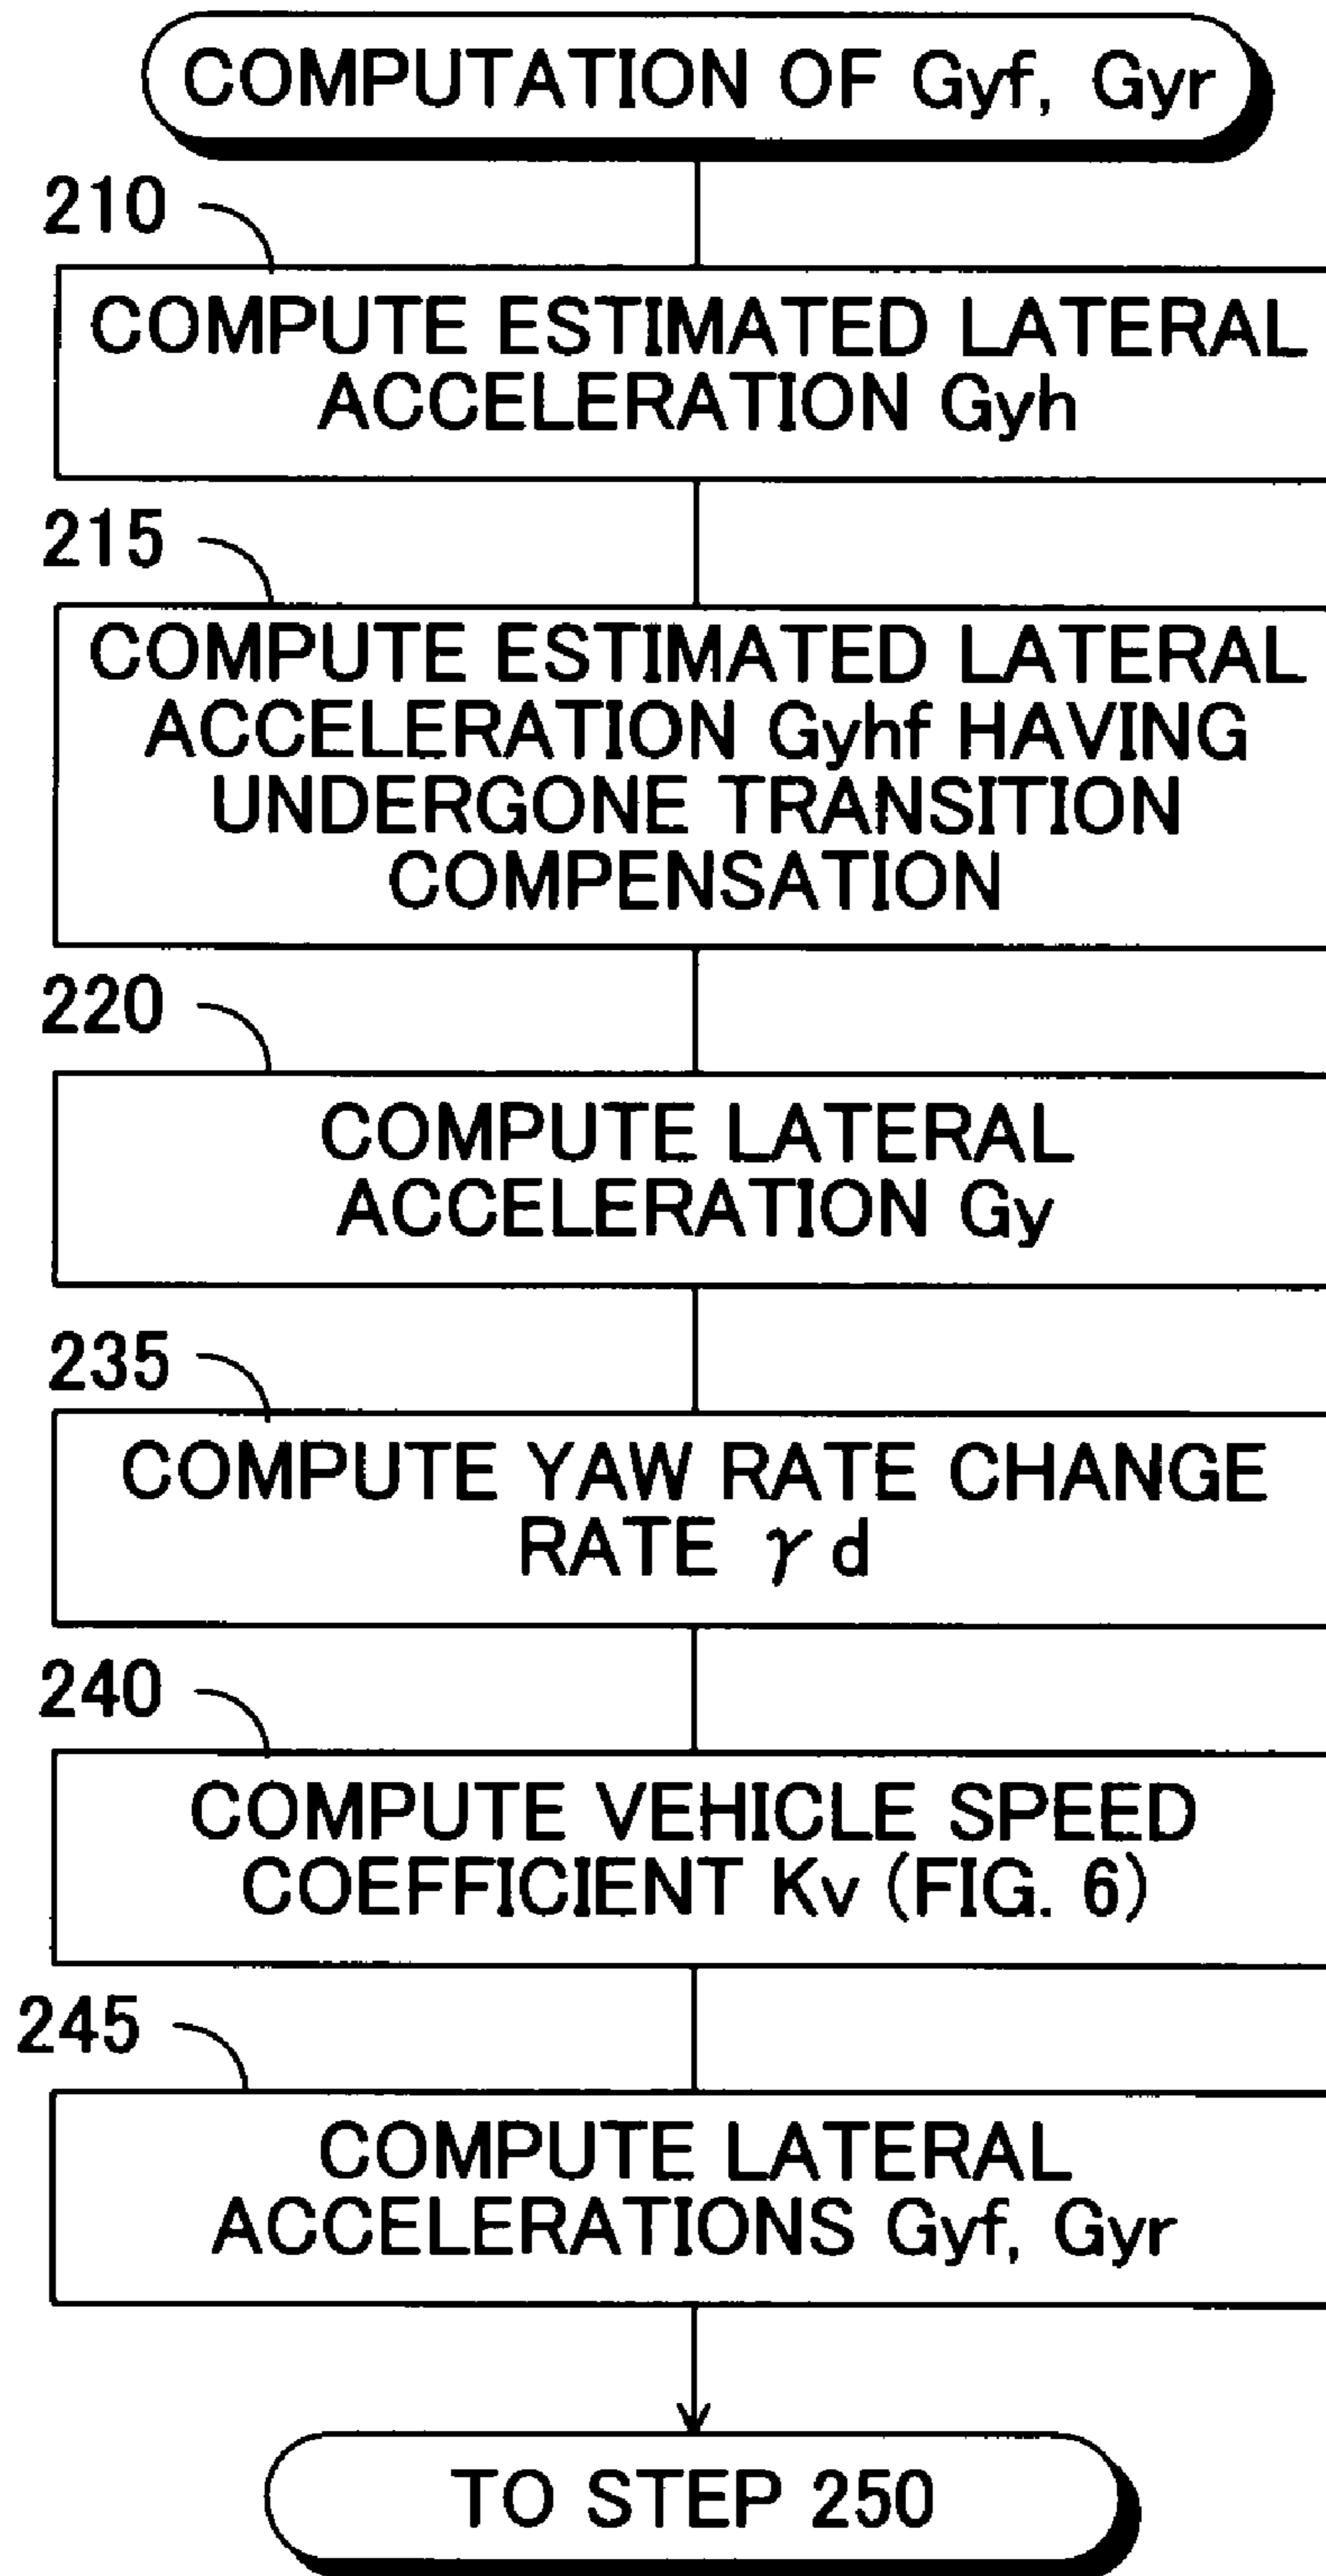 COMPUTATION OF Gyf, Gyr
210
COMPUTE ESTIMATED LATERAL
ACCELERATION Gyh
215
COMPUTE ESTIMATED LATERAL
ACCELERATION Gyhf HAVING
UNDERGONE TRANSITION
COMPENSATION
220
COMPUTE LATERAL
ACCELERATION Gy
235
COMPUTE YAW RATE CHANGE
RATE γd
240
COMPUTE VEHICLE SPEED
COEFFICIENT Kv (FIG. 6)
245
COMPUTE LATERAL
ACCELERATIONS Gyf, Gyr
TO STEP 250